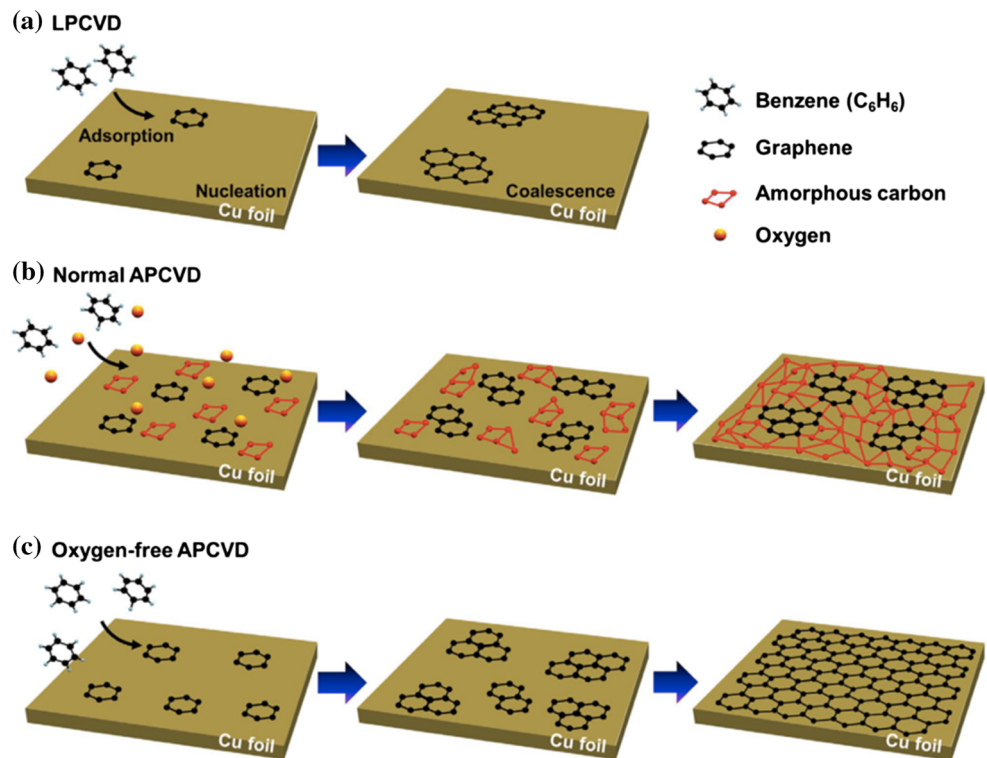 (a) LPCVD
Adsorption
Nucleation
Cu foil
Coalescence
Cu foil
Benzene (C₆H₆)
Graphene
Amorphous carbon
Oxygen
(b) Normal APCVD
Cu foil
Cu foil
Cu foil
(c) Oxygen-free APCVD
Cu foil
Cu foil
Cu foil